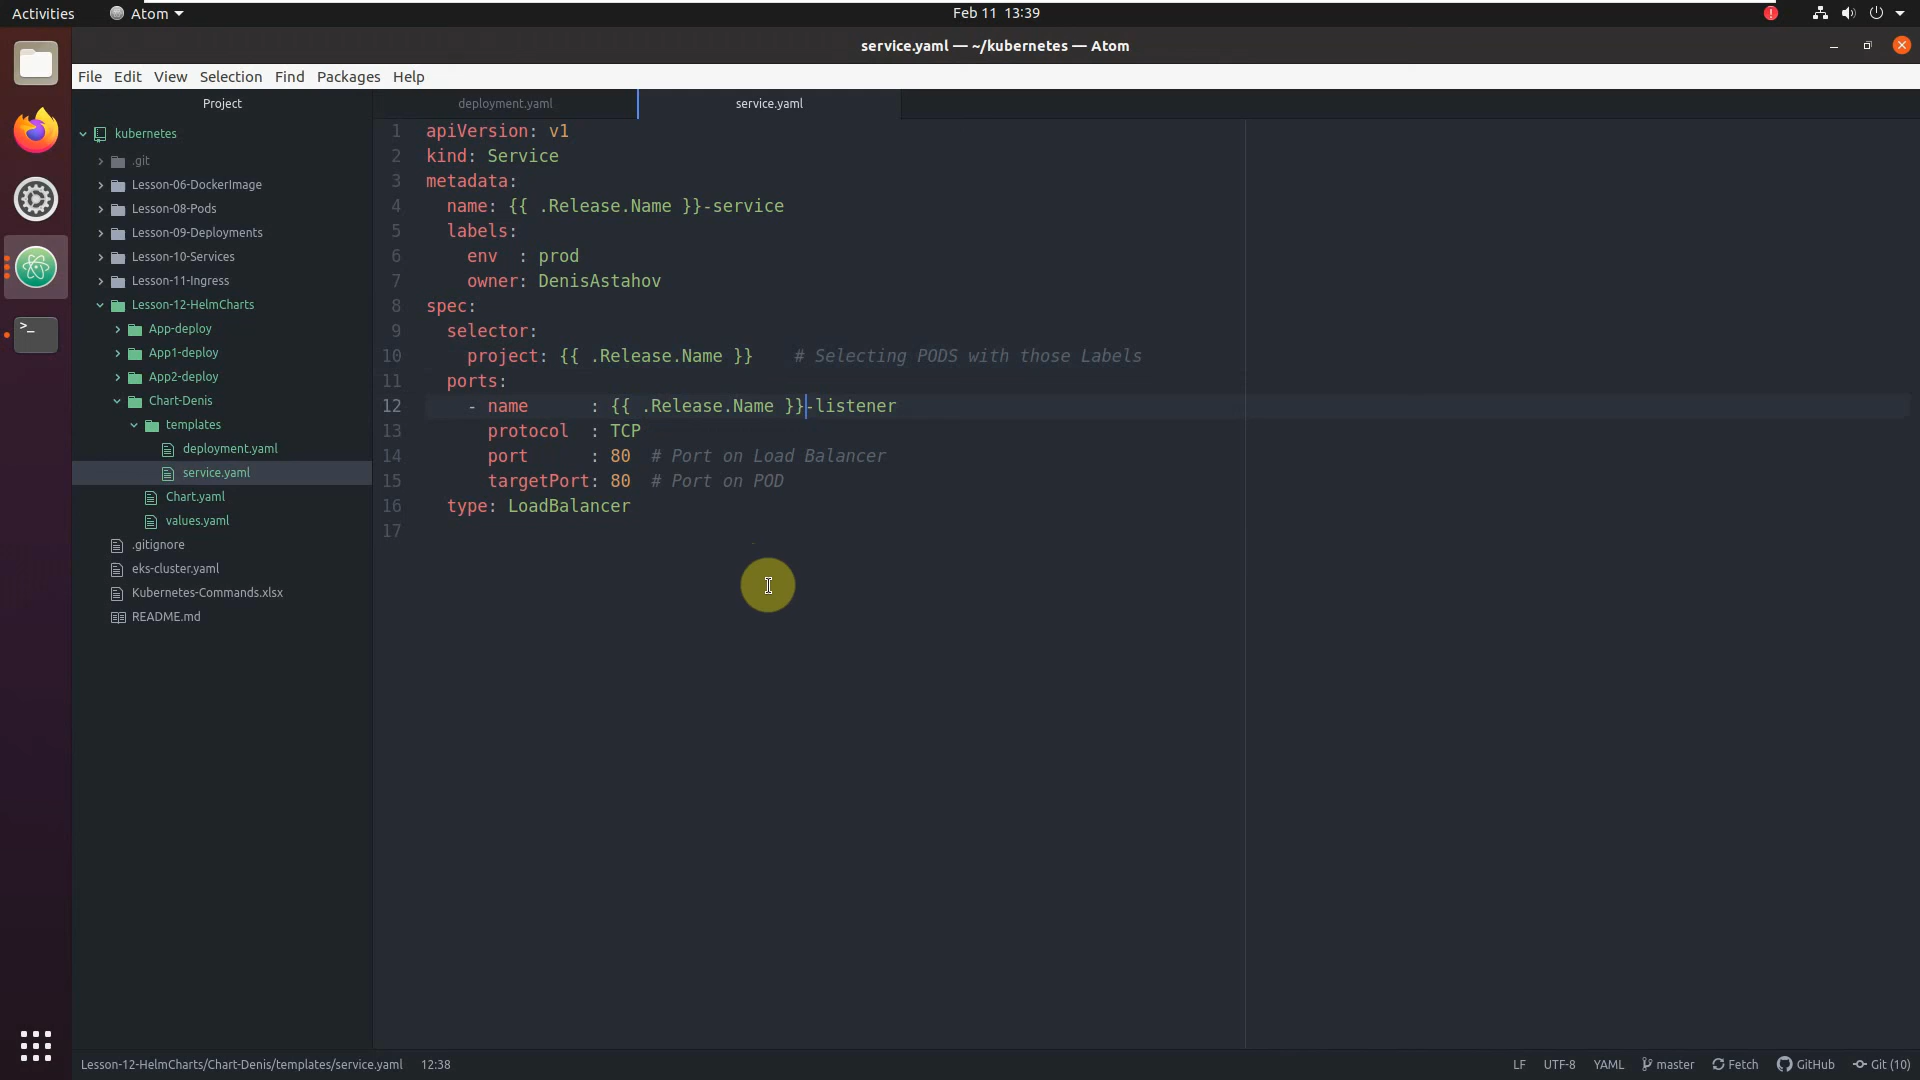 Activities
Atom
Feb 11 13:39
service.yaml — ~/kubernetes — Atom
File Edit View Selection Find Packages Help
Project
kubernetes
.git
Lesson-06-DockerImage
Lesson-08-Pods
Lesson-09-Deployments
Lesson-10-Services
Lesson-11-Ingress
Lesson-12-HelmCharts
App-deploy
App1-deploy
App2-deploy
Chart-Denis
templates
deployment.yaml
service.yaml
Chart.yaml
values.yaml
.gitignore
eks-cluster.yaml
Kubernetes-Commands.xlsx
README.md
deployment.yaml
service.yaml
1 apiVersion: v1
2 kind: Service
3 metadata:
4   name: {{ .Release.Name }}-service
5   labels:
6     env  : prod
7     owner: DenisAstahov
8 spec:
9   selector:
10     project: {{ .Release.Name }}    # Selecting PODS with those Labels
11   ports:
12     - name      : {{ .Release.Name }}-listener
13       protocol  : TCP
14       port      : 80  # Port on Load Balancer
15       targetPort: 80  # Port on POD
16   type: LoadBalancer
17
Lesson-12-HelmCharts/Chart-Denis/templates/service.yaml 12:38
LF UTF-8 YAML master Fetch GitHub Git (10)